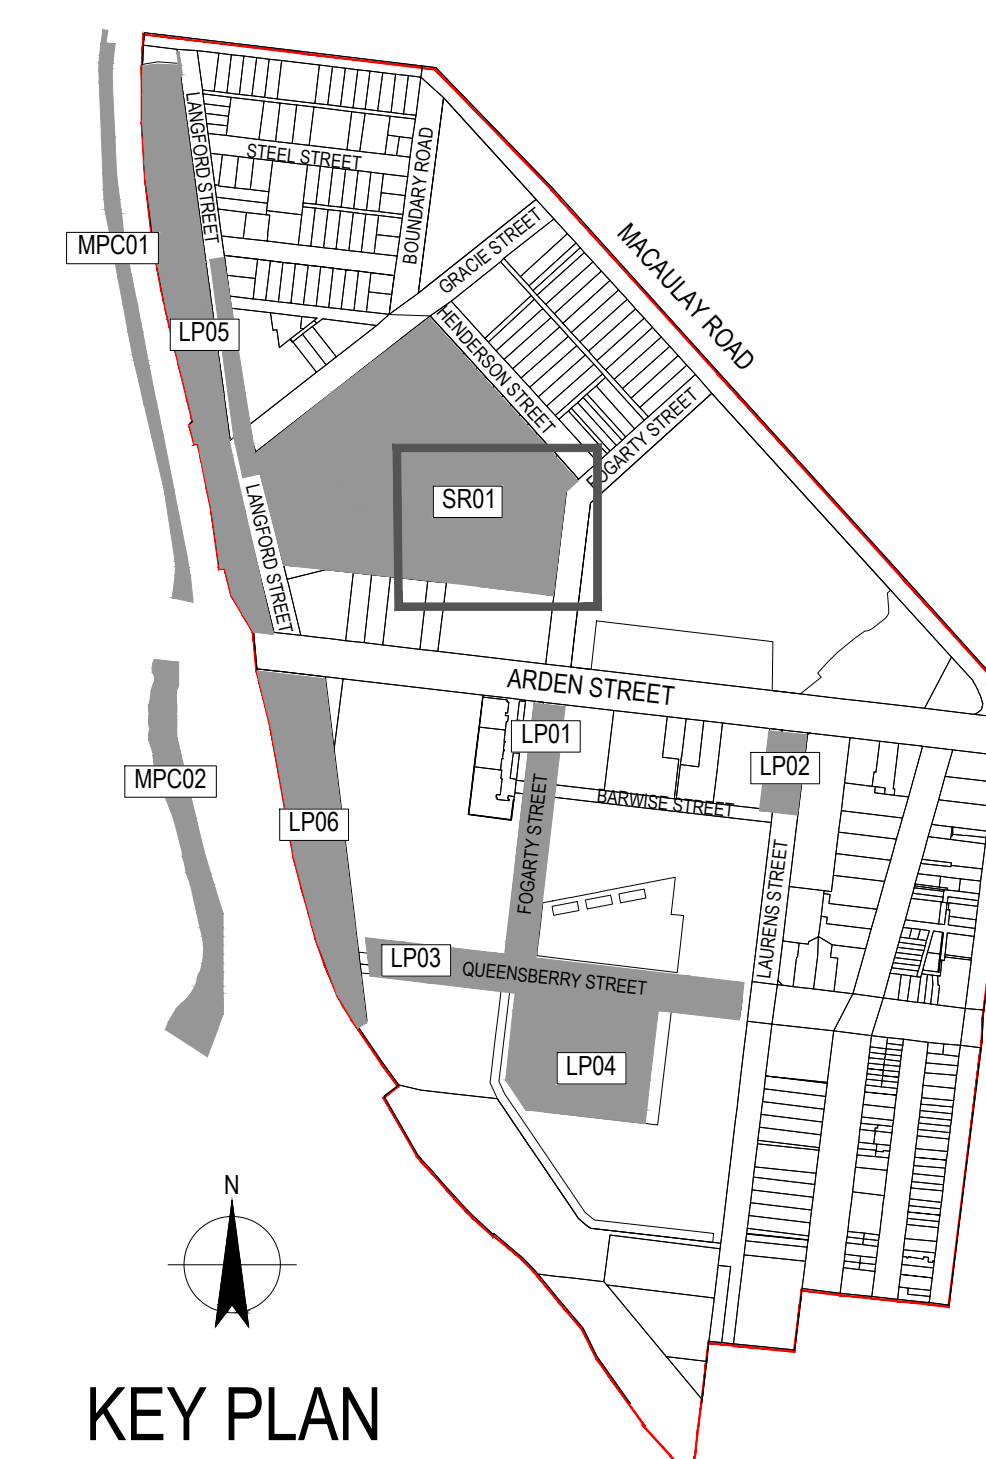 LANGFORD STREET
STEEL STREET
BOUNDARY ROAD
MPC01
GRACIE STREET
MACAULAY ROAD
LP05
HENDERSON STREET
FOGARTY STREET
SR01
LANGFORD STREET
ARDEN STREET
LP01
LP02
MPC02
BARWISE STREET
LP06
FOGARTY STREET
LAURENS STREET
LP03
QUEENSBERRY STREET
LP04
N
KEY PLAN